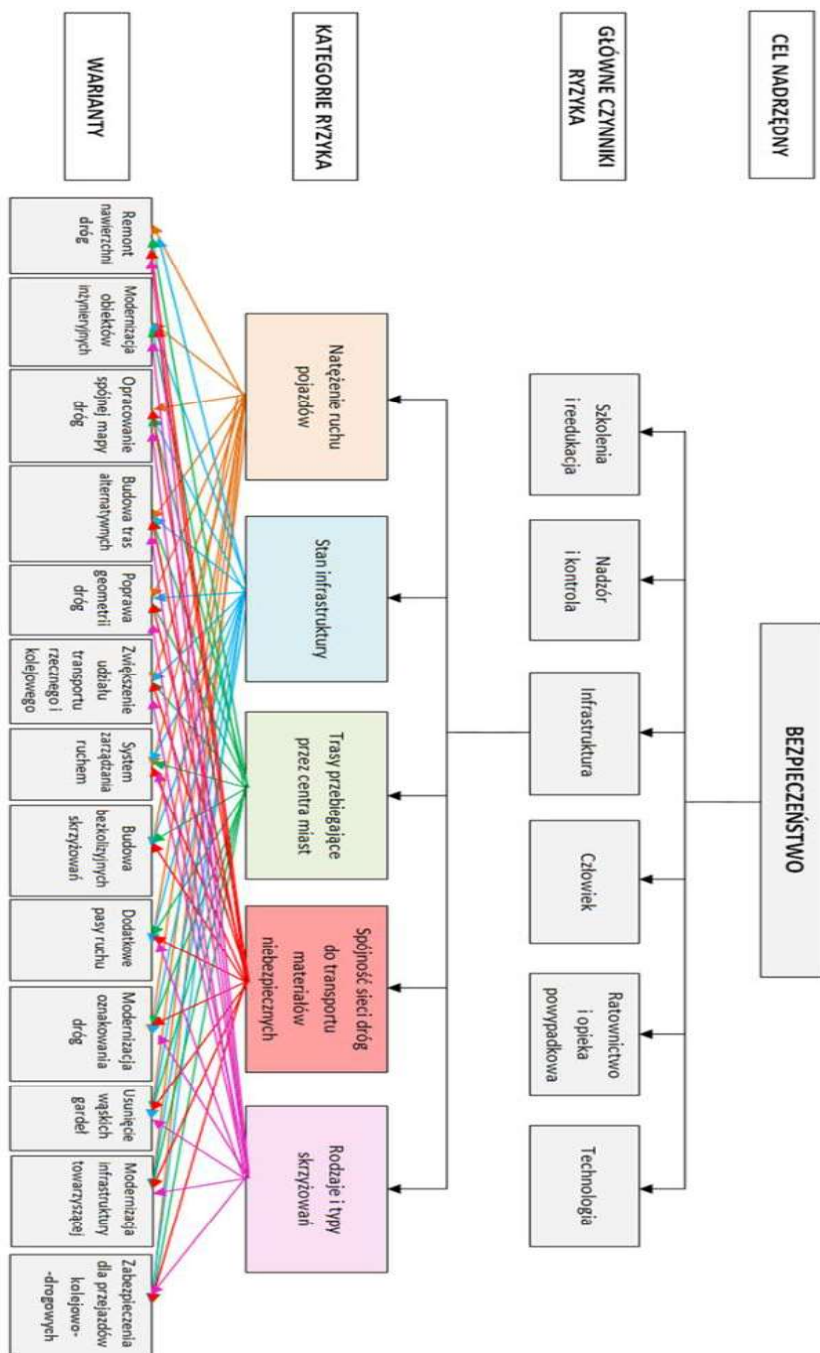 CEL NADRZĘDNY
BEZPIECZEŃSTWO
GŁÓWNE CZYNNIKI
RYZYKA
Szkolenia
i reedukacja
Nadzór
i kontrola
Infrastruktura
Człowiek
Ratownictwo
i opieka
powypadkowa
Technologia
KATEGORIE RYZYKA
Natężenie ruchu
pojazdów
Stan infrastruktury
Trasy przebiegające
przez centra miast
Spójność sieci dróg
do transportu
materiałów
niebezpiecznych
Rodzaje i typy
skrzyżowań
WARIANTY
Remont
nawierzchni
dróg
Modernizacja
obiektów
inżynieryjnych
Opracowanie
spójnej mapy
dróg
Budowa tras
alternatywnych
Poprawa
geometrii
dróg
Zwiększenie
udziału
transportu
rzecznego i
kolejowego
System
zarządzania
ruchem
Budowa
bezkolizyjnych
skrzyżowań
Dodatkowe
pasy ruchu
Modernizacja
oznakowania
dróg
Usunięcie
wąskich
gardeł
Modernizacja
infrastruktury
towarzyszącej
Zabezpieczenia
dla przejazdów
kolejowo-
-drogowych